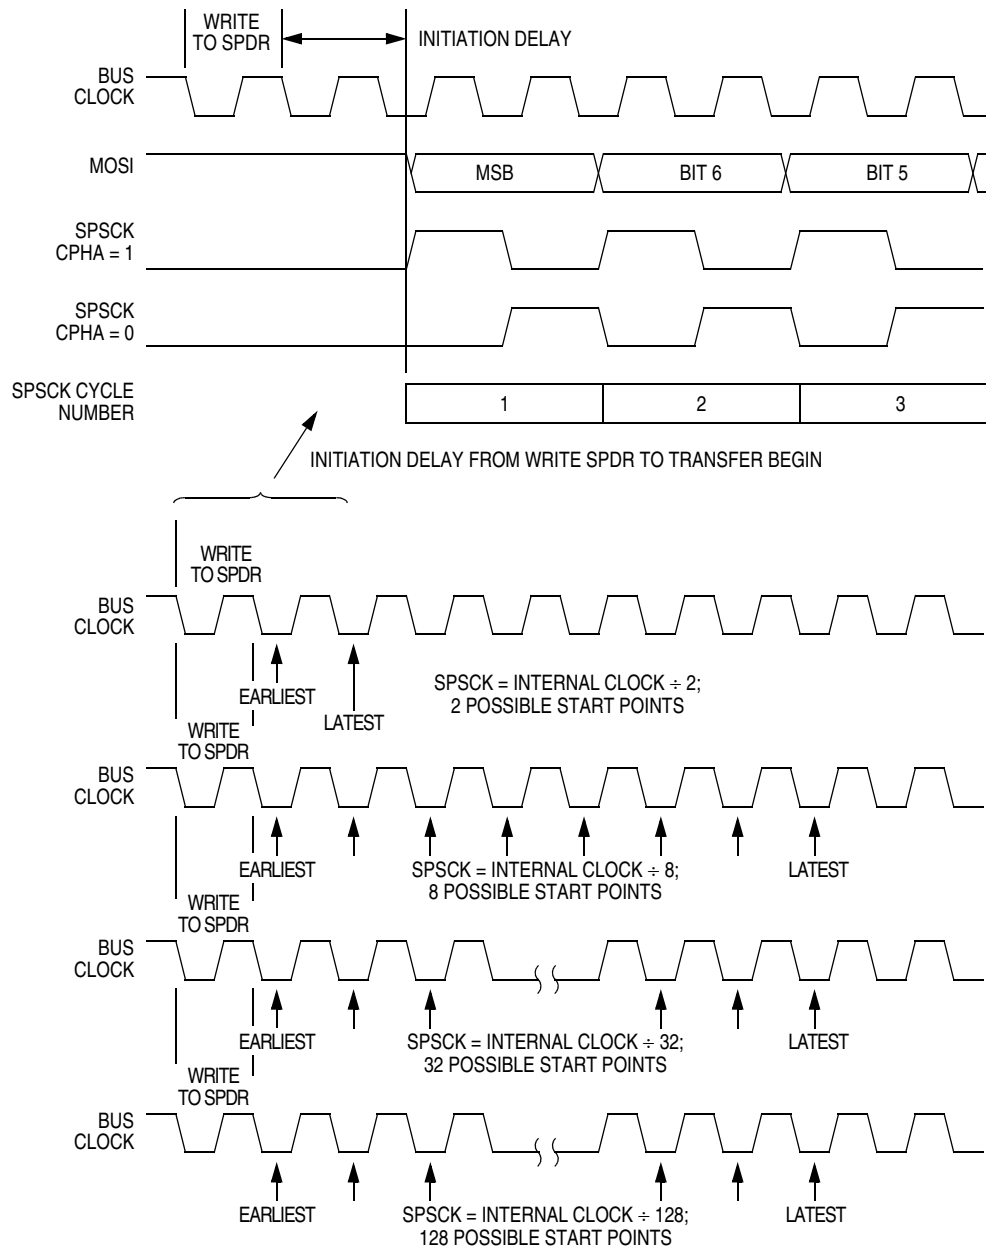 WRITE
TO SPDR
INITIATION DELAY
BUS
CLOCK
MOSI
MSB
BIT 6
BIT 5
SPSCK
CPHA = 1
SPSCK
CPHA = 0
SPSCK CYCLE
NUMBER
1
2
3
INITIATION DELAY FROM WRITE SPDR TO TRANSFER BEGIN
WRITE
TO SPDR
BUS
CLOCK
EARLIEST
LATEST
SPSCK = INTERNAL CLOCK ÷ 2;
2 POSSIBLE START POINTS
WRITE
TO SPDR
BUS
CLOCK
EARLIEST
SPSCK = INTERNAL CLOCK ÷ 8;
8 POSSIBLE START POINTS
LATEST
WRITE
TO SPDR
BUS
CLOCK
EARLIEST
SPSCK = INTERNAL CLOCK ÷ 32;
32 POSSIBLE START POINTS
LATEST
WRITE
TO SPDR
BUS
CLOCK
EARLIEST
SPSCK = INTERNAL CLOCK ÷ 128;
128 POSSIBLE START POINTS
LATEST